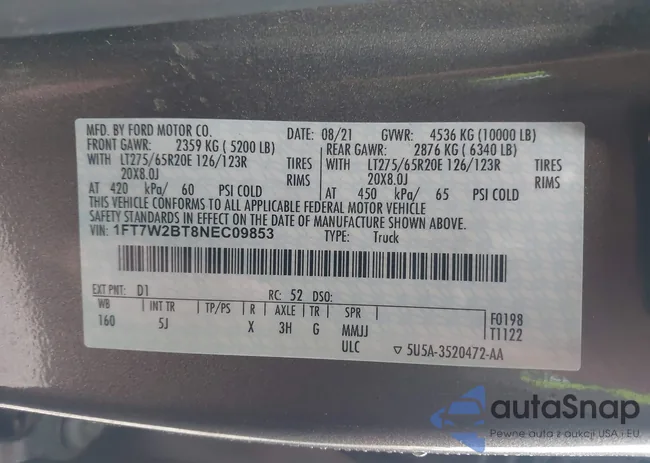 MFD. BY FORD MOTOR CO. DATE: 08/21 GVWR: 4536 KG (10000 LB)
FRONT GAWR: 2359 KG ( 5200 LB) REAR GAWR: 2876 KG ( 6340 LB)
WITH LT275/65R20E 126/123R TIRES WITH LT275/65R20E 126/123R TIRES
20X8.0J RIMS 20X8.0J RIMS
AT 420 kPa/ 60 PSI COLD AT 450 kPa/ 65 PSI COLD
THIS VEHICLE CONFORMS TO ALL APPLICABLE FEDERAL MOTOR VEHICLE
SAFETY STANDARDS IN EFFECT ON THE DATE OF MANUFACTURE SHOWN ABOVE.
VIN: 1FT7W2BT8NEC09853 TYPE: Truck
EXT PNT: D1 RC: 52 DSO:
WB INT TR TP/PS R AXLE TR SPR F0198
160 5J X 3H G MMJJ T1122
ULC ▽ 5U5A-3520472-AA
autaSnap
Pewne auta z aukcji USA i EU